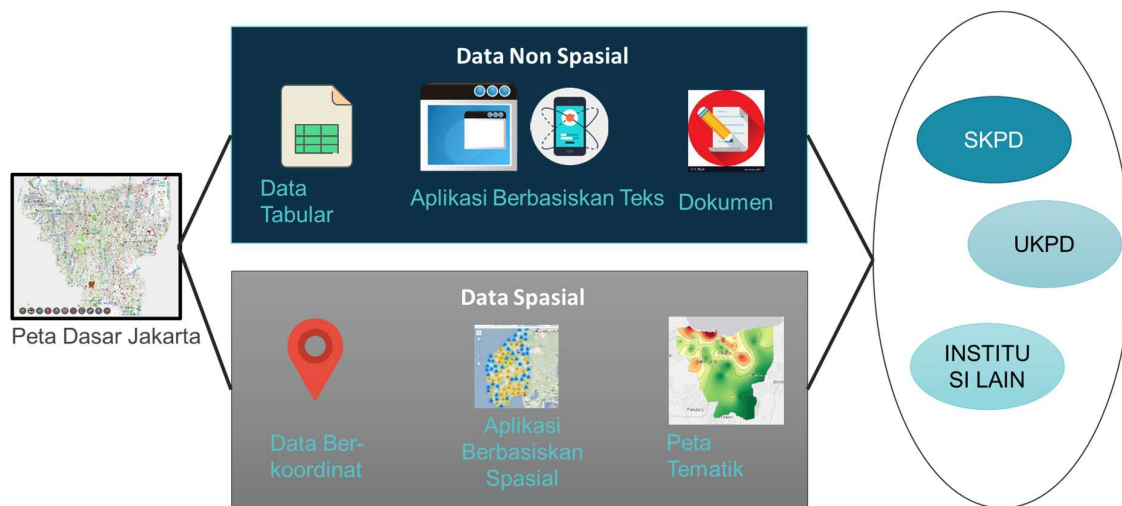 Data Non Spasial
Data
Tabular
Aplikasi Berbasiskan Teks
Dokumen
Peta Dasar Jakarta
Data Spasial
Data Ber-
koordinat
Aplikasi
Berbasiskan
Spasial
Peta
Tematik
SKPD
UKPD
INSTITU
SI LAIN